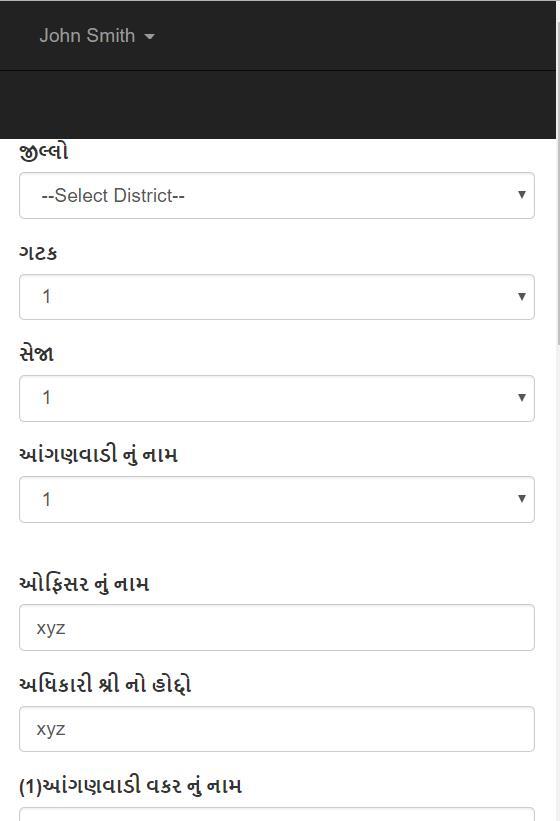 John Smith
જીલ્લો
--Select District--
ગટક
1
સેજા
1
આંગણવાડી નું નામ
1
ઓફિસર નું નામ
xyz
અધિકારી શ્રી નો હોદ્દો
xyz
(1)આંગણવાડી વકર નું નામ